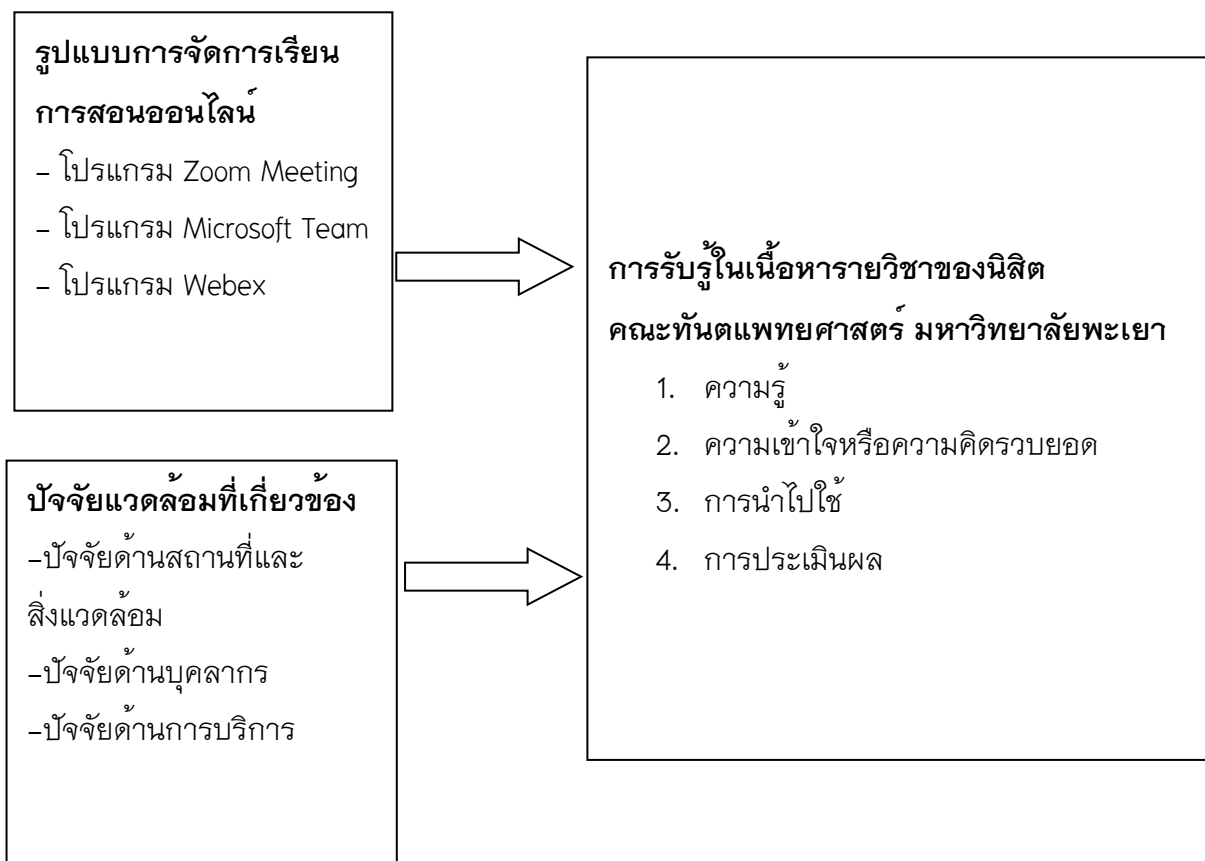 รูปแบบการจัดการเรียน
การสอนออนไลน์
- โปรแกรม Zoom Meeting
- โปรแกรม Microsoft Team
- โปรแกรม Webex
ปัจจัยแวดล้อมที่เกี่ยวข้อง
-ปัจจัยด้านสถานที่และ
สิ่งแวดล้อม
-ปัจจัยด้านบุคลากร
-ปัจจัยด้านการบริการ
การรับรู้ในเนื้อหารายวิชาของนิสิต
คณะทันตแพทยศาสตร์ มหาวิทยาลัยพะเยา
1. ความรู้
2. ความเข้าใจหรือความคิดรวบยอด
3. การนำไปใช้
4. การประเมินผล